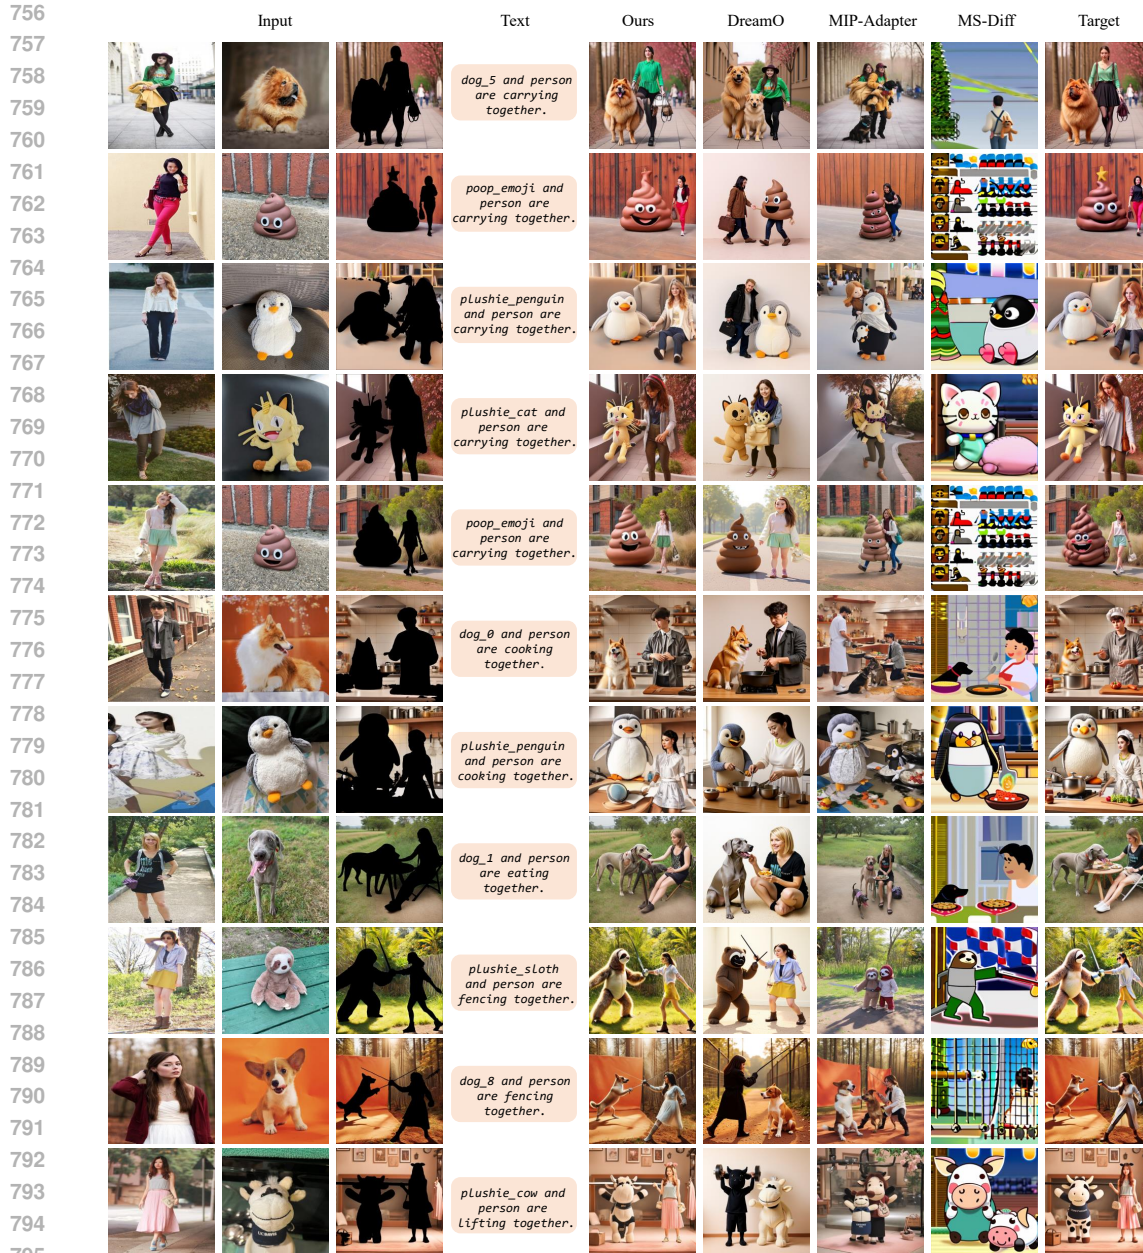 756
Input Text Ours DreamO MIP-Adapter MS-Diff Target
757
758
dog_5 and person
are carrying
together.
759
760
761
762
poop_emoji and
person are
carrying together.
763
764
765
plushie_penguin
and person are
carrying together.
766
767
768
769
plushie_cat and
person are
carrying together.
770
771
772
poop_emoji and
person are
carrying together.
773
774
775
776
dog_0 and person
are cooking
together.
777
778
779
plushie_penguin
and person are
cooking together.
780
781
782
783
dog_1 and person
are eating
together.
784
785
786
plushie_sloth
and person are
fencing together.
787
788
789
790
dog_8 and person
are fencing
together.
791
792
793
plushie_cow and
person are
lifting together.
794